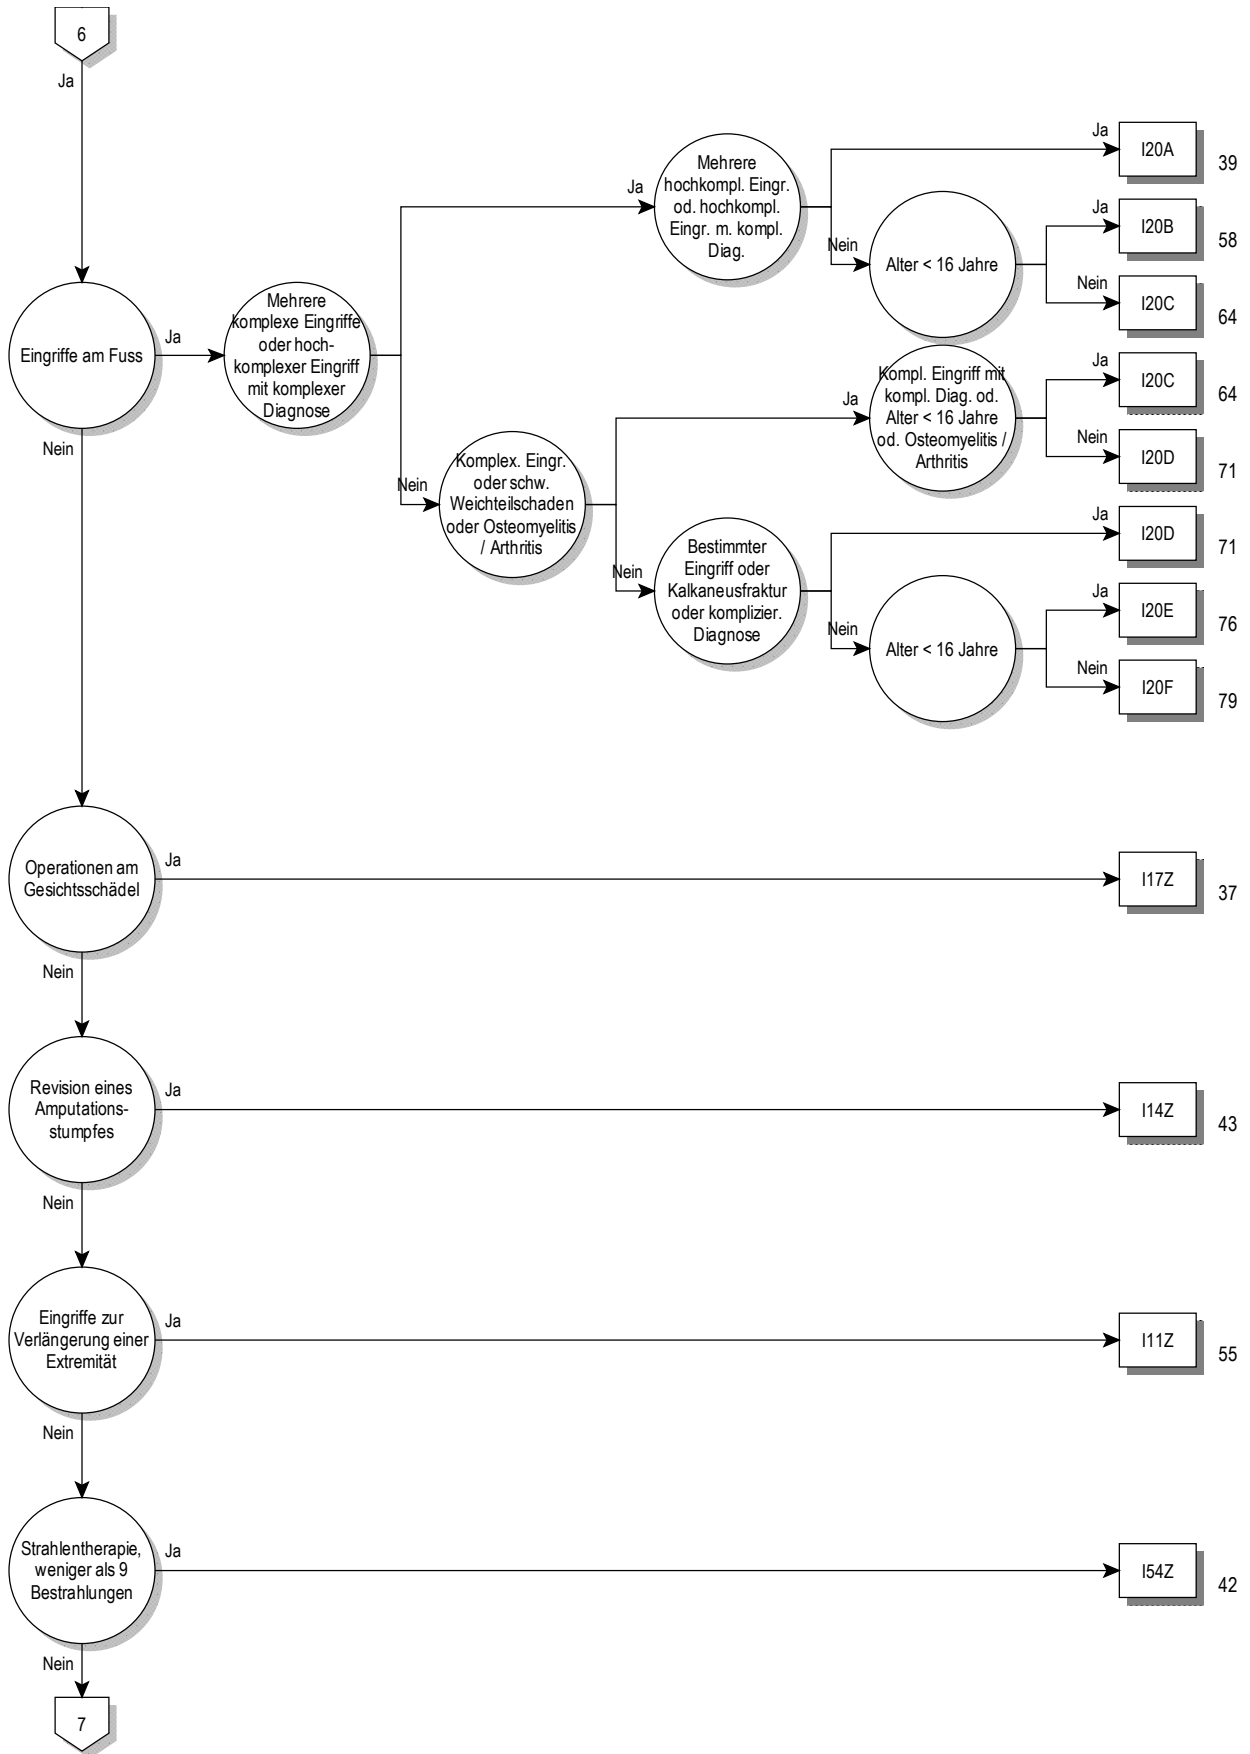 6
Ja
Ja
I20A
39
Mehrere
hochkompl. Eingr.
od. hochkompl.
Eingr. m. kompl.
Diag.
Ja
Ja
I20B
58
Nein
Alter < 16 Jahre
Nein
I20C
64
Eingriffe am Fuss
Ja
Mehrere
komplexe Eingriffe
oder hoch-
komplexer Eingriff
mit komplexer
Diagnose
Ja
I20C
64
Kompl. Eingriff mit
kompl. Diag. od.
Alter < 16 Jahre
od. Osteomyelitis /
Arthritis
Ja
Nein
I20D
71
Nein
Nein
Komplex. Eingr.
oder schw.
Weichteilschaden
oder Osteomyelitis
/ Arthritis
Ja
I20D
71
Nein
Bestimmter
Eingriff oder
Kalkaneusfraktur
oder komplizier.
Diagnose
Ja
I20E
76
Nein
Alter < 16 Jahre
Nein
I20F
79
Operationen am
Gesichtsschädel
Ja
I17Z
37
Nein
Revision eines
Amputations-
stumpfes
Ja
I14Z
43
Nein
Eingriffe zur
Verlängerung einer
Extremität
Ja
I11Z
55
Nein
Strahlentherapie,
weniger als 9
Bestrahlungen
Ja
I54Z
42
Nein
7